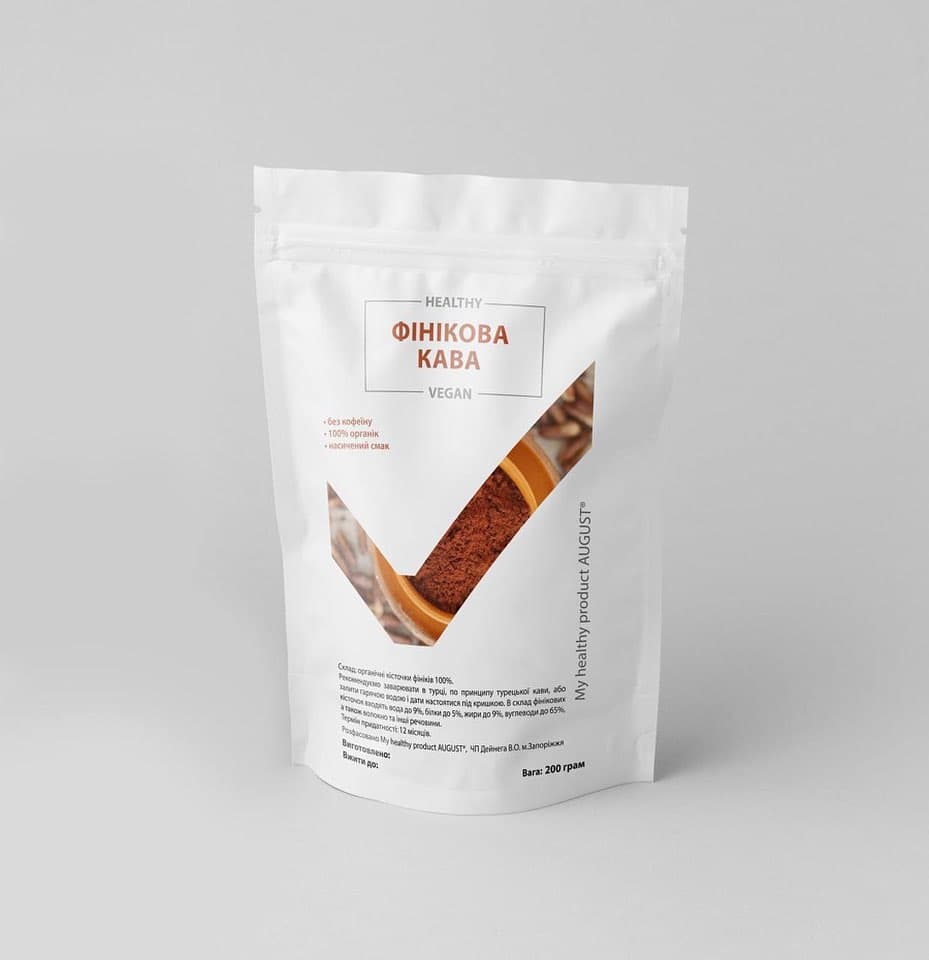 HEALTHY
ФІНІКОВА
КАВА
VEGAN
• без кофеїну
• 100% органік
• насичений смак
My healthy product AUGUST®
Склад: органічні кісточки фініків 100%.
Рекомендуємо заварювати в турці, по принципу турецької кави, або
залити гарячою водою і дати настоятися під кришкою. В склад фінікових
кісточок входять вода до 9%, білки до 5%, жири до 9%, вуглеводи до 65%,
а також волокно та інші речовини.
Термін придатності: 12 місяців.
Розфасовано My healthy product AUGUST®, ЧП Дейнега В.О. м.Запоріжжя
Виготовлено:
Вжити до:
Вага: 200 грам